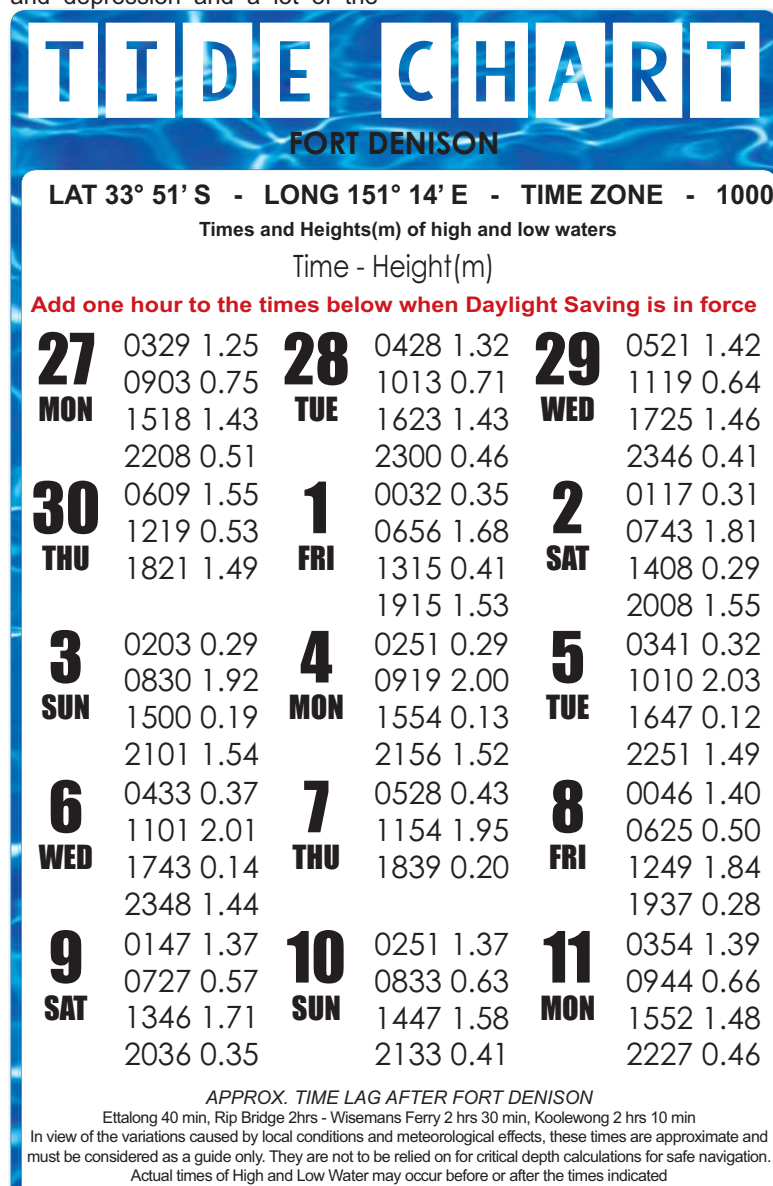 and depression and a lot of the
TIDE CHART
FORT DENISON
LAT 33° 51’ S - LONG 151° 14’ E - TIME ZONE - 1000
Times and Heights(m) of high and low waters
Time - Height(m)
Add one hour to the times below when Daylight Saving is in force
27 MON
0329 1.25
0903 0.75
1518 1.43
2208 0.51
28 TUE
0428 1.32
1013 0.71
1623 1.43
2300 0.46
29 WED
0521 1.42
1119 0.64
1725 1.46
2346 0.41
30 THU
0609 1.55
1219 0.53
1821 1.49
1 FRI
0032 0.35
0656 1.68
1315 0.41
1915 1.53
2 SAT
0117 0.31
0743 1.81
1408 0.29
2008 1.55
3 SUN
0203 0.29
0830 1.92
1500 0.19
2101 1.54
4 MON
0251 0.29
0919 2.00
1554 0.13
2156 1.52
5 TUE
0341 0.32
1010 2.03
1647 0.12
2251 1.49
6 WED
0433 0.37
1101 2.01
1743 0.14
2348 1.44
7 THU
0528 0.43
1154 1.95
1839 0.20
8 FRI
0046 1.40
0625 0.50
1249 1.84
1937 0.28
9 SAT
0147 1.37
0727 0.57
1346 1.71
2036 0.35
10 SUN
0251 1.37
0833 0.63
1447 1.58
2133 0.41
11 MON
0354 1.39
0944 0.66
1552 1.48
2227 0.46
APPROX. TIME LAG AFTER FORT DENISON
Ettalong 40 min, Rip Bridge 2hrs - Wisemans Ferry 2 hrs 30 min, Koolewong 2 hrs 10 min
In view of the variations caused by local conditions and meteorological effects, these times are approximate and
must be considered as a guide only. They are not to be relied on for critical depth calculations for safe navigation.
Actual times of High and Low Water may occur before or after the times indicated